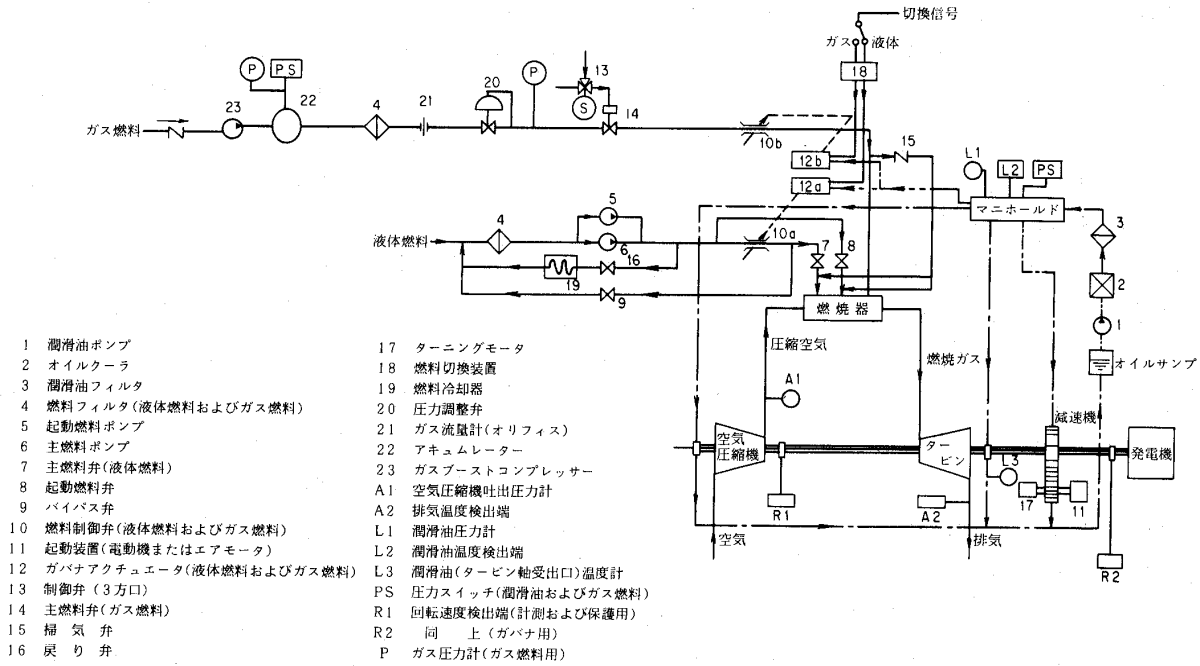 切換信号
ガス 液体
18
P PS
13
P
20
S
23 22 4 21 14
ガス燃料
10b
15
12b
12a
L1 L2 PS
マニホールド
3
5
4
液体燃料
6
10a
7 8
16
19
9
2
1
燃焼器
圧縮空気
燃焼ガス
オイルサンプ
A1
減速機
空気圧縮機
タービン
発電機
L3
17 11
R1
A2
空気
排気
R2
1 潤滑油ポンプ
2 オイルクーラ
3 潤滑油フィルタ
4 燃料フィルタ(液体燃料およびガス燃料)
5 起動燃料ポンプ
6 主燃料ポンプ
7 主燃料弁(液体燃料)
8 起動燃料弁
9 バイパス弁
10 燃料制御弁(液体燃料およびガス燃料)
11 起動装置(電動機またはエアモータ)
12 ガバナアクチュエータ(液体燃料およびガス燃料)
13 制御弁(3方口)
14 主燃料弁(ガス燃料)
15 掃気弁
16 戻り弁
17 ターニングモータ
18 燃料切換装置
19 燃料冷却器
20 圧力調整弁
21 ガス流量計(オリフィス)
22 アキュムレーター
23 ガスブーストコンプレッサー
A1 空気圧縮機吐出圧力計
A2 排気温度検出端
L1 潤滑油圧力計
L2 潤滑油温度検出端
L3 潤滑油(タービン軸受出口)温度計
PS 圧力スイッチ(潤滑油およびガス燃料)
R1 回転速度検出端(計測および保護用)
R2 同 上(ガバナ用)
P ガス圧力計(ガス燃料用)